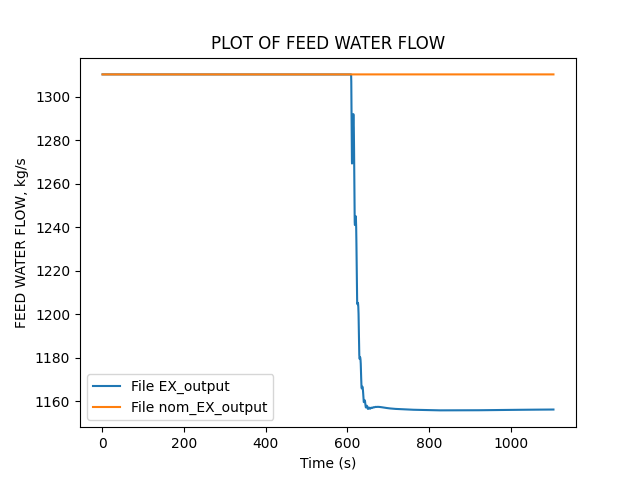 PLOT OF FEED WATER FLOW
FEED WATER FLOW, kg/s
1300
1280
1260
1240
1220
1200
1180
1160
File EX_output
File nom_EX_output
0 200 400 600 800 1000
Time (s)